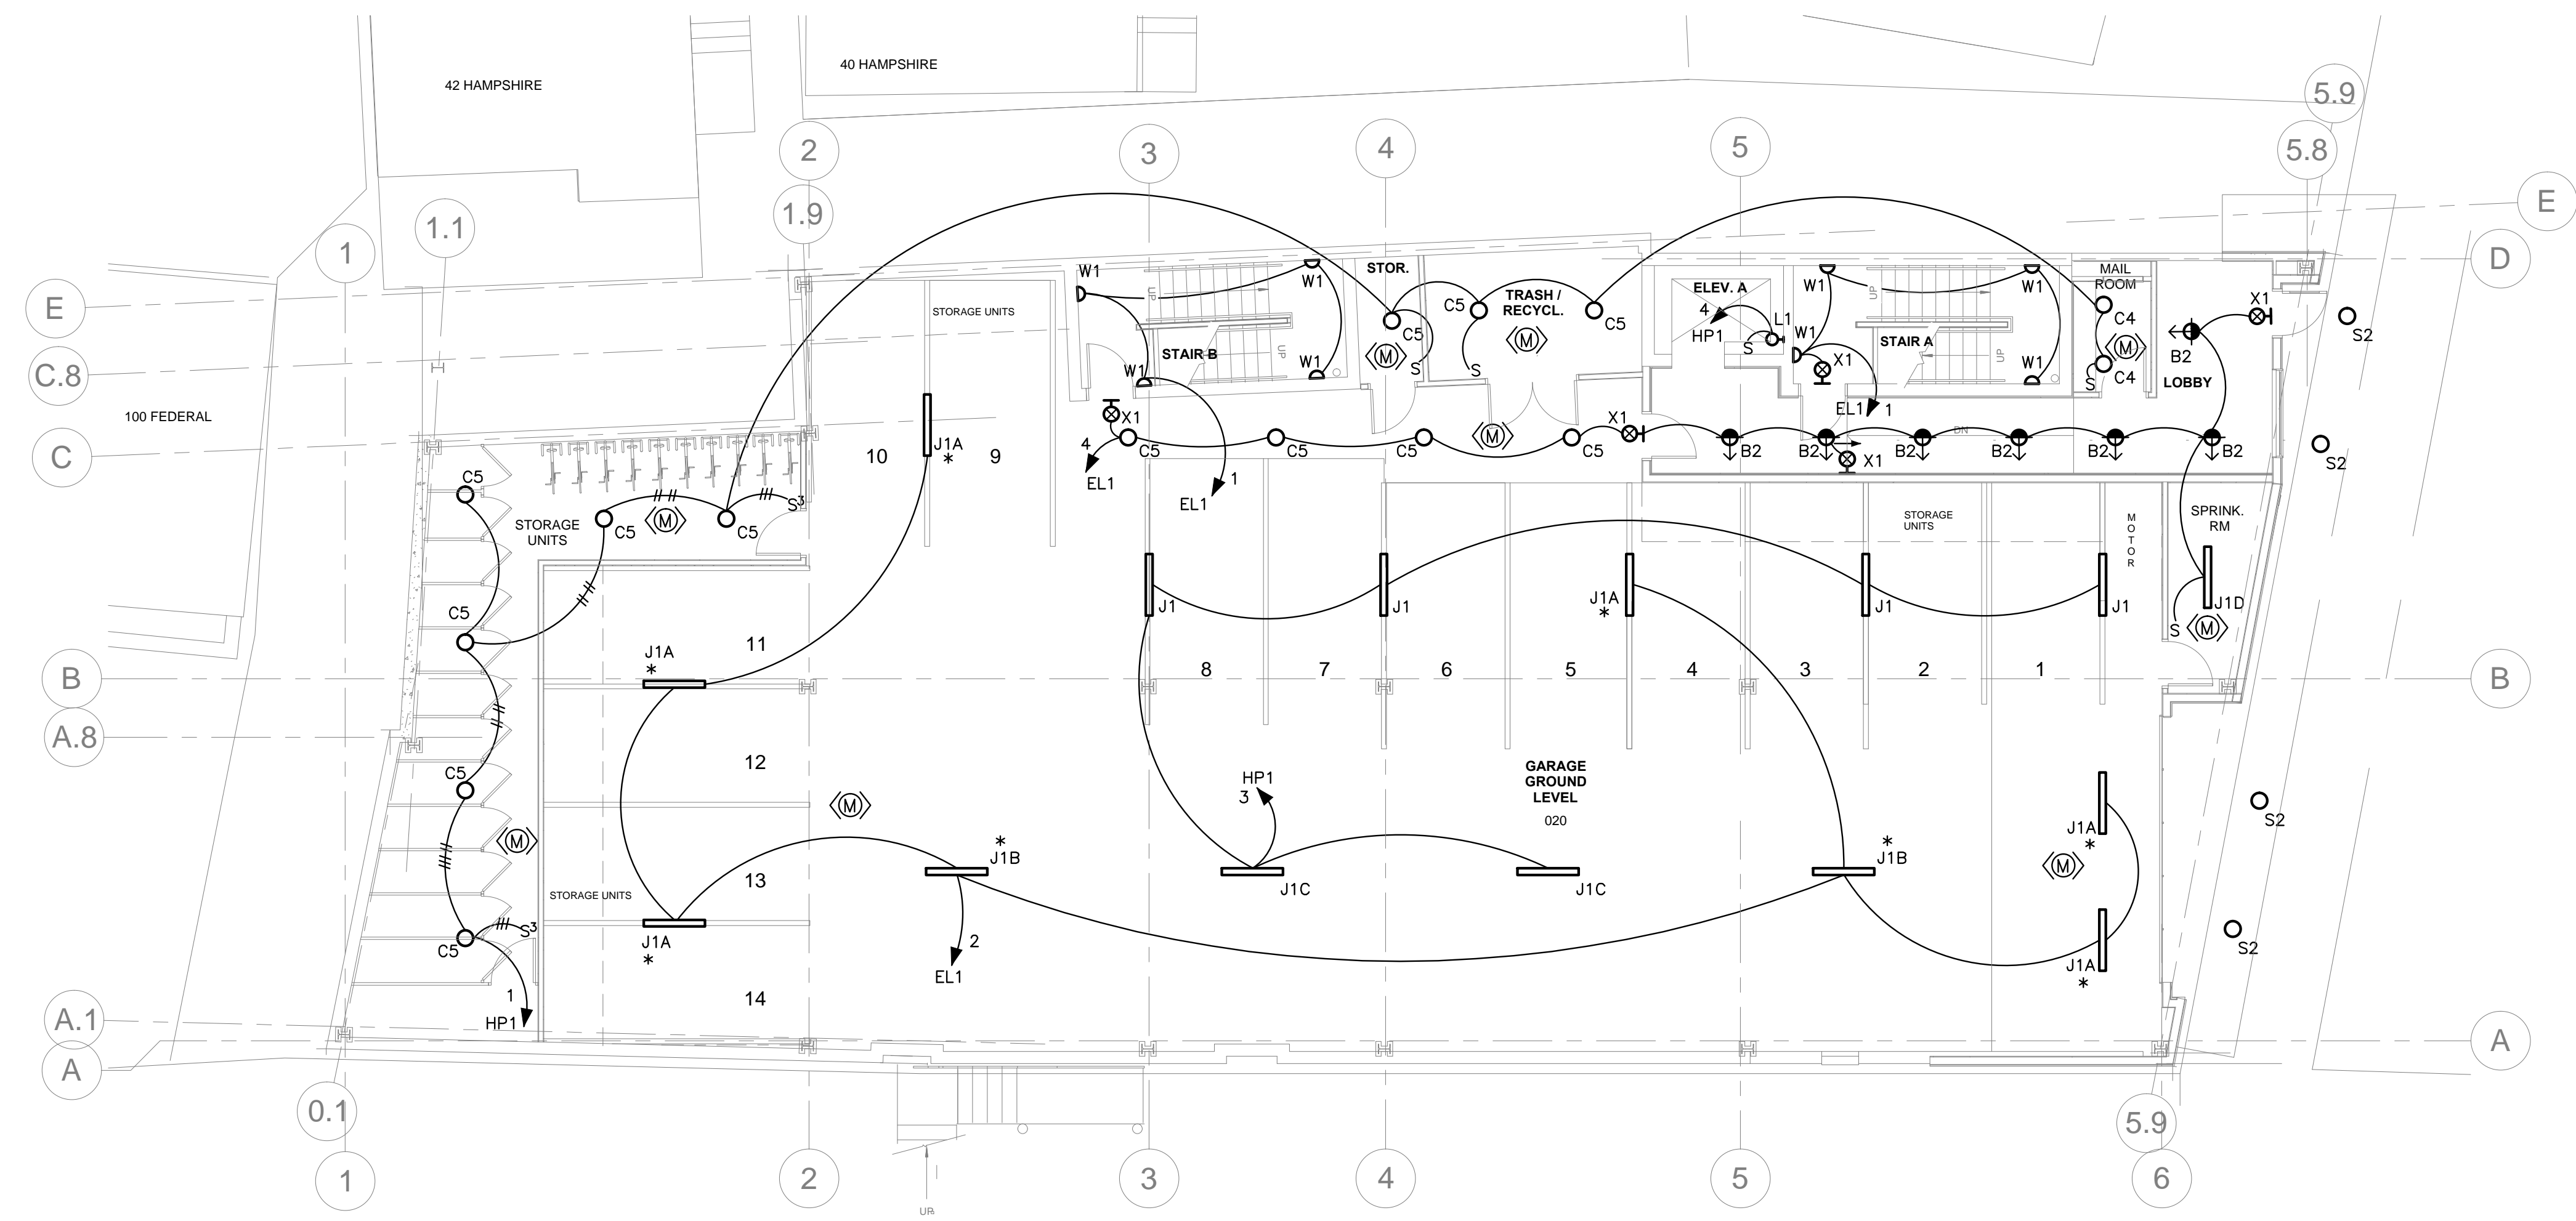 42 HAMPSHIRE
40 HAMPSHIRE
5.9
2
3
4
5
5.8
1.1
1.9
E
1
D
E
C.8
C
100 FEDERAL
STORAGE UNITS
W1
W1
UP
UP
STAIR B
W1
W1
STOR.
C5
M
S
C5
TRASH /
RECYCL.
M
C5
S
ELEV. A
4
HP1
L1
S
W1
W1
UP
UP
STAIR A
W1
X1
W1
EL1
1
MAIL
ROOM
C4
M
C4
S
B2
LOBBY
X1
S2
S2
X1
4
C5
EL1
EL1
1
C5
C5
M
C5
X1
B2
B2
X1
B2
DN
B2
B2
B2
J1A
*
10
9
C5
STORAGE
UNITS
C5
M
C5
S3
STORAGE
UNITS
M
O
T
O
R
SPRINK.
RM
J1D
S
M
J1
J1
J1A
*
J1
J1
C5
J1A
*
11
8
7
6
5
4
3
2
1
B
B
A.8
C5
12
M
HP1
3
GARAGE
GROUND
LEVEL
020
J1A
*
M
S2
M
STORAGE UNITS
13
*
J1B
J1C
J1C
*
J1B
C5
S3
J1A
*
2
EL1
J1A
*
S2
1
HP1
14
A.1
A
A
0.1
5.9
1
2
3
4
5
6
UP